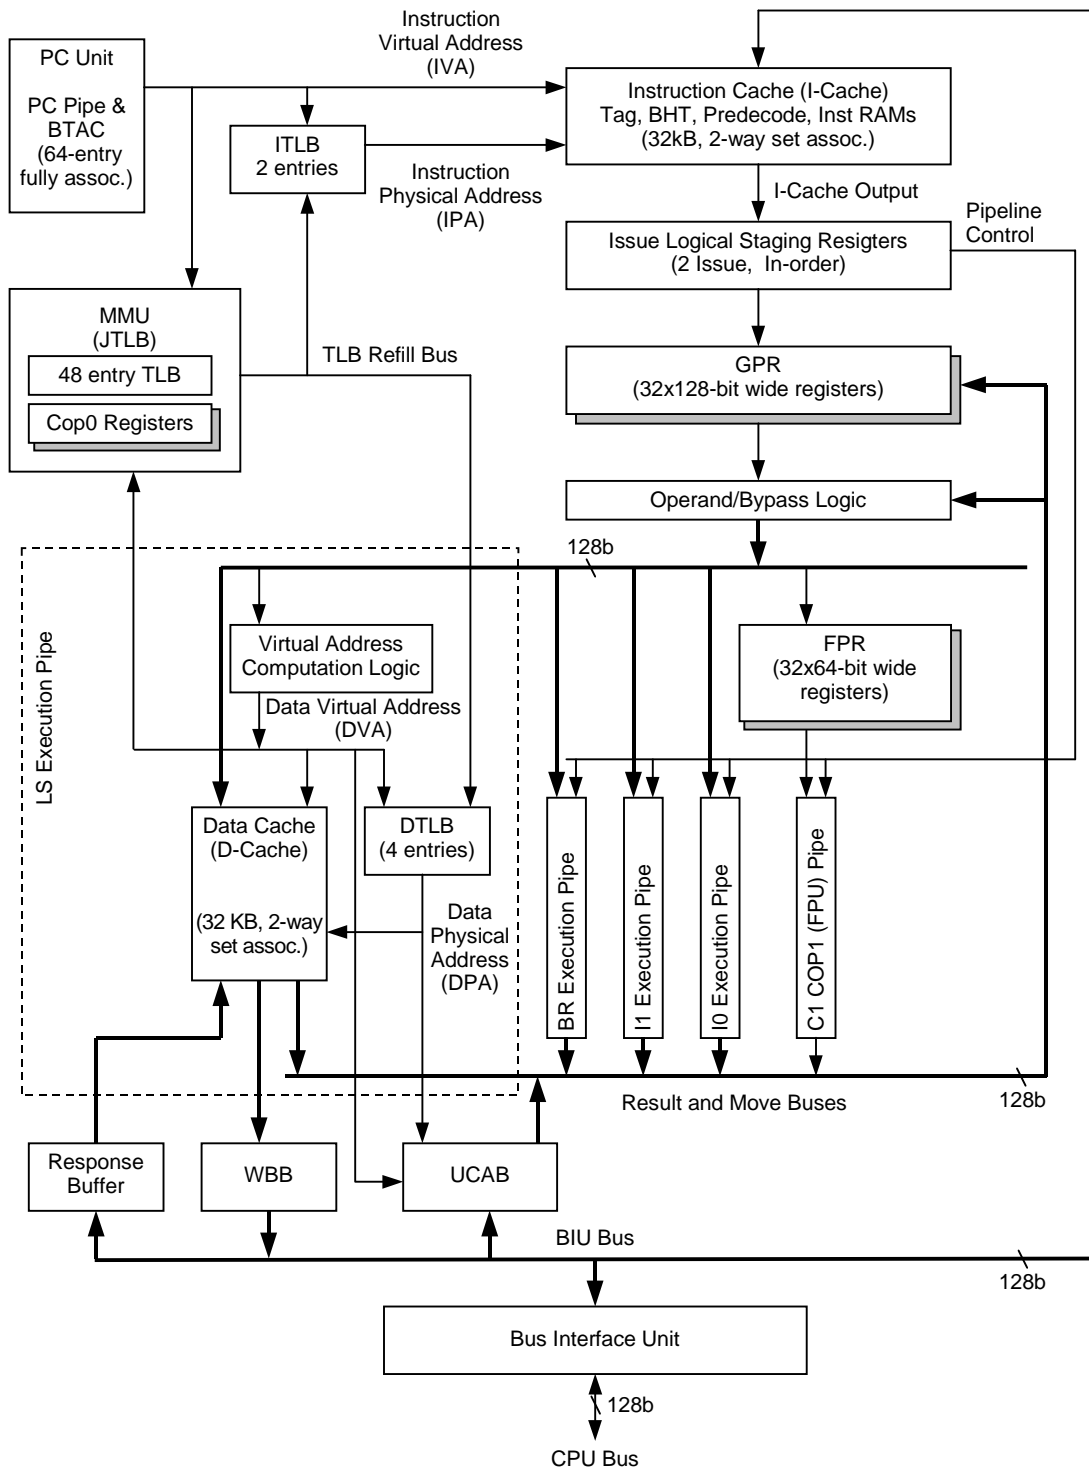 PC Unit
PC Pipe &
BTAC
(64-entry
fully assoc.)
Instruction
Virtual Address
(IVA)
ITLB
2 entries
Instruction
Physical Address
(IPA)
Instruction Cache (I-Cache)
Tag, BHT, Predecode, Inst RAMs
(32kB, 2-way set assoc.)
I-Cache Output
Pipeline
Control
Issue Logical Staging Resigters
(2 Issue, In-order)
MMU
(JTLB)
48 entry TLB
Cop0 Registers
TLB Refill Bus
GPR
(32x128-bit wide registers)
Operand/Bypass Logic
128b
LS Execution Pipe
Virtual Address
Computation Logic
Data Virtual Address
(DVA)
FPR
(32x64-bit wide
registers)
Data Cache
(D-Cache)
(32 KB, 2-way
set assoc.)
DTLB
(4 entries)
Data
Physical
Address
(DPA)
BR Execution Pipe
I1 Execution Pipe
I0 Execution Pipe
C1 COP1 (FPU) Pipe
Result and Move Buses
128b
Response
Buffer
WBB
UCAB
BIU Bus
128b
Bus Interface Unit
128b
CPU Bus